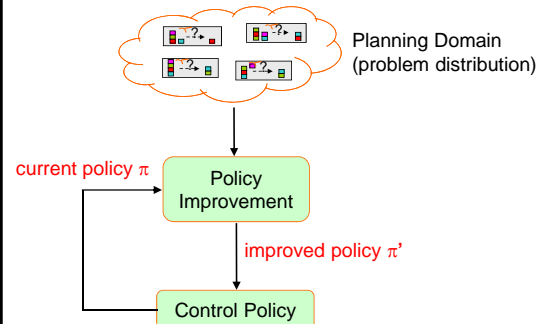 ?
?
?
?
Planning Domain
(problem distribution)
current policy π
Policy
Improvement
improved policy π'
Control Policy